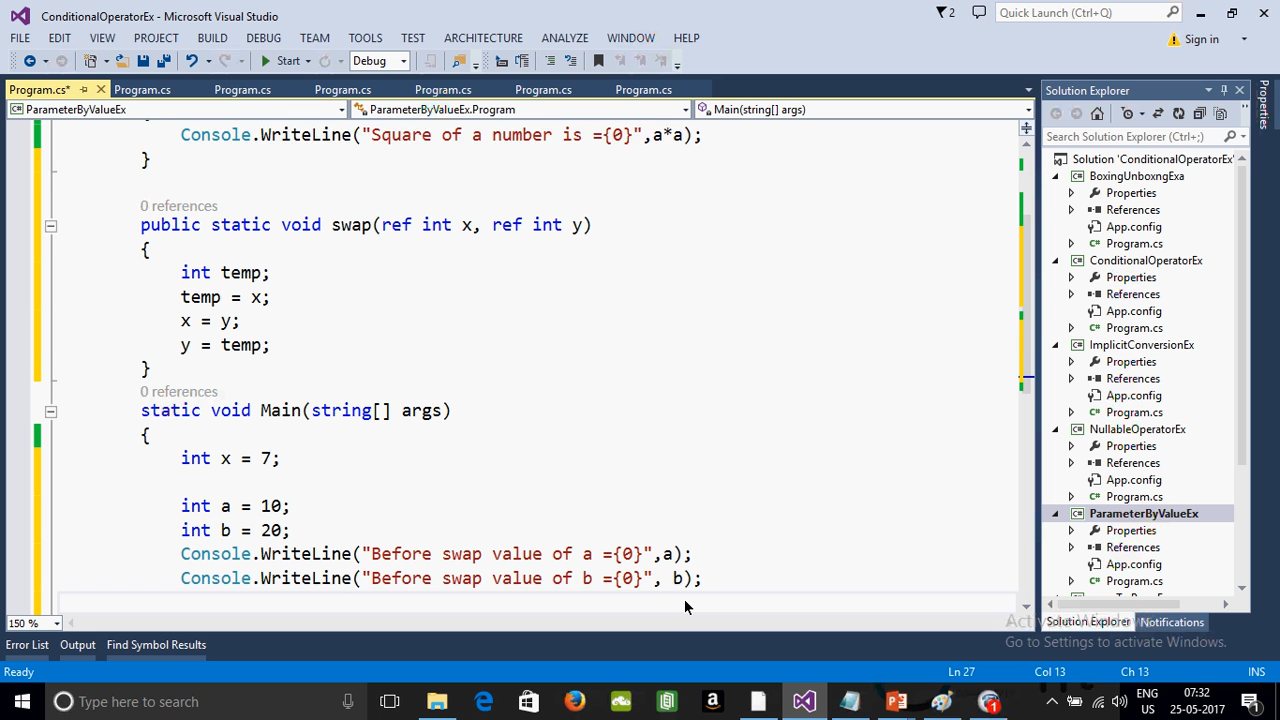 ConditionalOperatorEx - Microsoft Visual Studio
2
Quick Launch (Ctrl+Q)
FILE EDIT VIEW PROJECT BUILD DEBUG TEAM TOOLS TEST ARCHITECTURE ANALYZE WINDOW HELP
Sign in
Start Debug
Program.cs* Program.cs Program.cs Program.cs Program.cs Program.cs Program.cs
ParameterByValueEx ParameterByValueEx.Program Main(string[] args)
{
Console.WriteLine("Square of a number is ={0}",a*a);
}
0 references
public static void swap(ref int x, ref int y)
{
int temp;
temp = x;
x = y;
y = temp;
}
0 references
static void Main(string[] args)
{
int x = 7;
int a = 10;
int b = 20;
Console.WriteLine("Before swap value of a ={0}",a);
Console.WriteLine("Before swap value of b ={0}", b);
150 %
Solution Explorer
Search Solution Explorer (Ctrl+;)
Solution 'ConditionalOperatorEx'
BoxingUnboxngExa
Properties
References
App.config
Program.cs
ConditionalOperatorEx
Properties
References
App.config
Program.cs
ImplicitConversionEx
Properties
References
App.config
Program.cs
NullableOperatorEx
Properties
References
App.config
Program.cs
ParameterByValueEx
Properties
References
App.config
Program.cs
Solution Explorer Notifications
Properties
Activate Windows
Go to Settings to activate Windows.
Error List Output Find Symbol Results
Ready Ln 27 Col 13 Ch 13 INS
Type here to search
ENG
US
07:32
25-05-2017